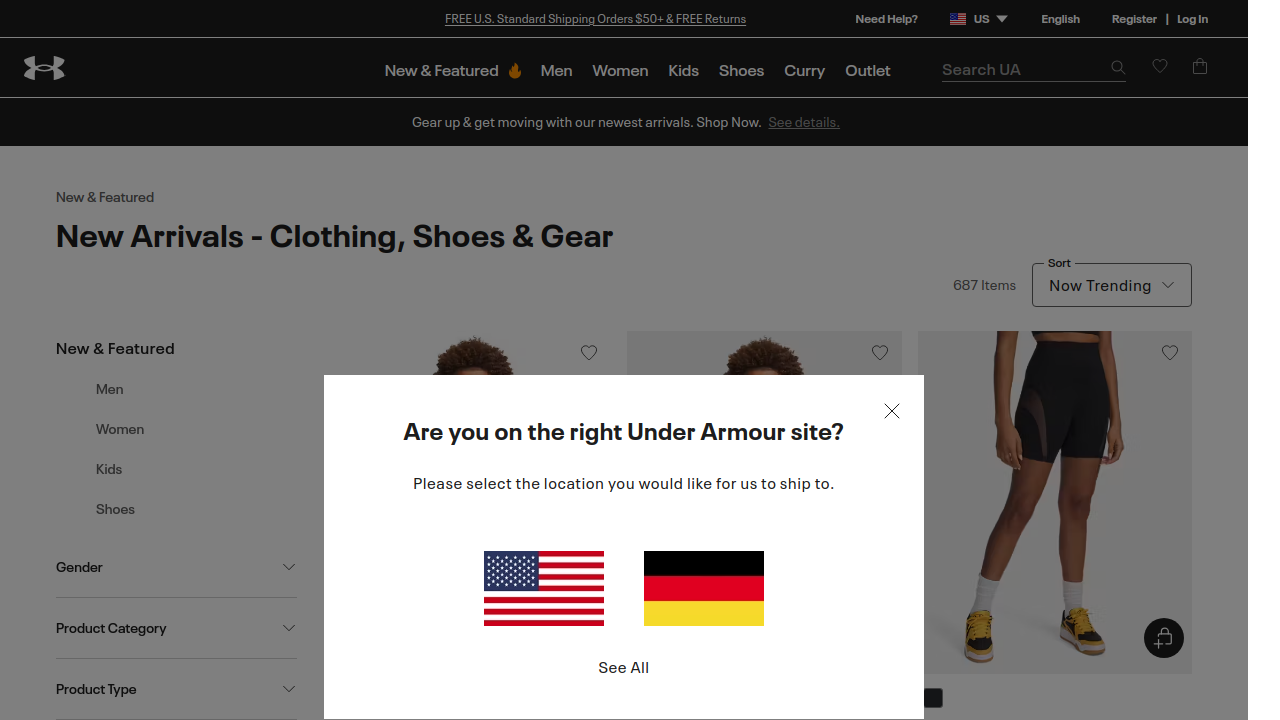 FREE U.S. Standard Shipping Orders $50+ & FREE Returns
Need Help?
US
English
Register | Log In
New & Featured
Men
Women
Kids
Shoes
Curry
Outlet
Search UA
Gear up & get moving with our newest arrivals. Shop Now. See details.
New & Featured
New Arrivals - Clothing, Shoes & Gear
687 Items
Sort
Now Trending
New & Featured
Men
Women
Kids
Shoes
Gender
Product Category
Product Type
Are you on the right Under Armour site?
Please select the location you would like for us to ship to.
See All